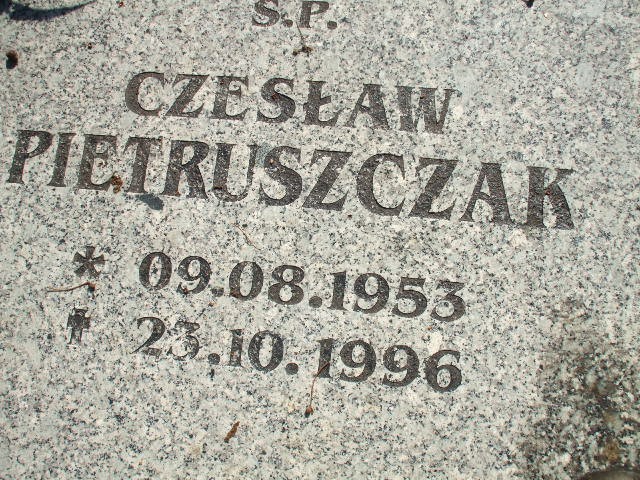 Ś.P.
CZESŁAW
PIETRUSZCZAK
* 09.08.1953
✝ 23.10.1996